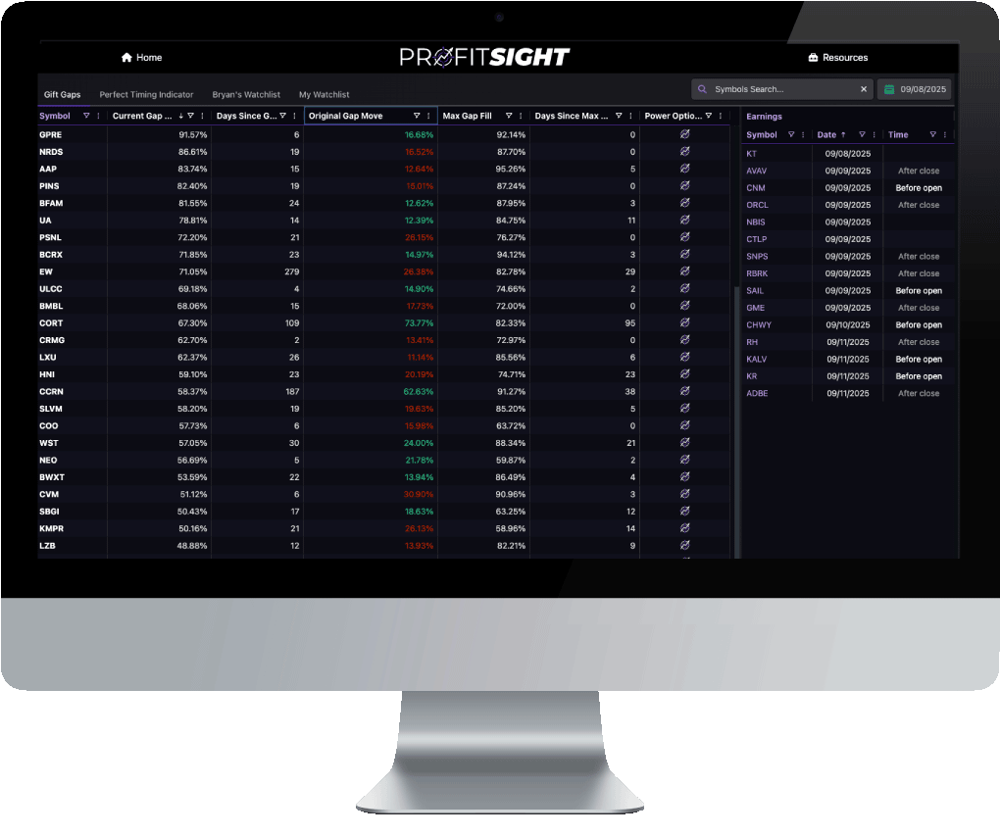 Home
PROFITSIGHT
Resources
Gift Gaps Perfect Timing Indicator Bryan's Watchlist My Watchlist
Symbols Search... 09/08/2025
Symbol Current Gap ... Days Since G... Original Gap Move Max Gap Fill Days Since Max ... Power Optio...
GPRE 91.57% 6 16.68% 92.14% 0
NRDS 86.61% 19 16.52% 87.70% 0
AAP 83.74% 15 12.64% 95.26% 5
PINS 82.40% 19 15.01% 87.24% 0
BFAM 81.55% 24 12.62% 87.95% 3
UA 78.81% 14 12.39% 84.75% 11
PSNL 72.20% 21 26.15% 76.27% 0
BCRX 71.85% 23 14.97% 94.12% 3
EW 71.05% 279 26.38% 82.78% 29
ULCC 69.18% 4 14.90% 74.66% 2
BMBL 68.06% 15 17.73% 72.00% 0
CORT 67.30% 109 73.77% 82.33% 95
CRMG 62.70% 2 13.41% 72.97% 0
LXU 62.37% 26 11.14% 85.56% 6
HNI 59.10% 23 20.19% 74.71% 23
CCRN 58.37% 187 62.63% 91.27% 38
SLVM 58.20% 19 19.63% 85.20% 5
COO 57.73% 6 15.98% 63.72% 0
WST 57.05% 30 24.00% 88.34% 21
NEO 56.69% 5 21.78% 59.87% 2
BWXT 53.59% 22 13.94% 86.49% 4
CVM 51.12% 6 30.90% 90.96% 3
SBGI 50.43% 17 18.63% 63.25% 12
KMPR 50.16% 21 26.13% 58.96% 14
LZB 48.88% 12 13.93% 82.21% 9
Earnings
Symbol Date Time
KT 09/08/2025
AVAV 09/09/2025 After close
CNM 09/09/2025 Before open
ORCL 09/09/2025 After close
NBIS 09/09/2025
CTLP 09/09/2025
SNPS 09/09/2025 After close
RBRK 09/09/2025 After close
SAIL 09/09/2025 Before open
GME 09/09/2025 After close
CHWY 09/10/2025 Before open
RH 09/11/2025 After close
KALV 09/11/2025 Before open
KR 09/11/2025 Before open
ADBE 09/11/2025 After close